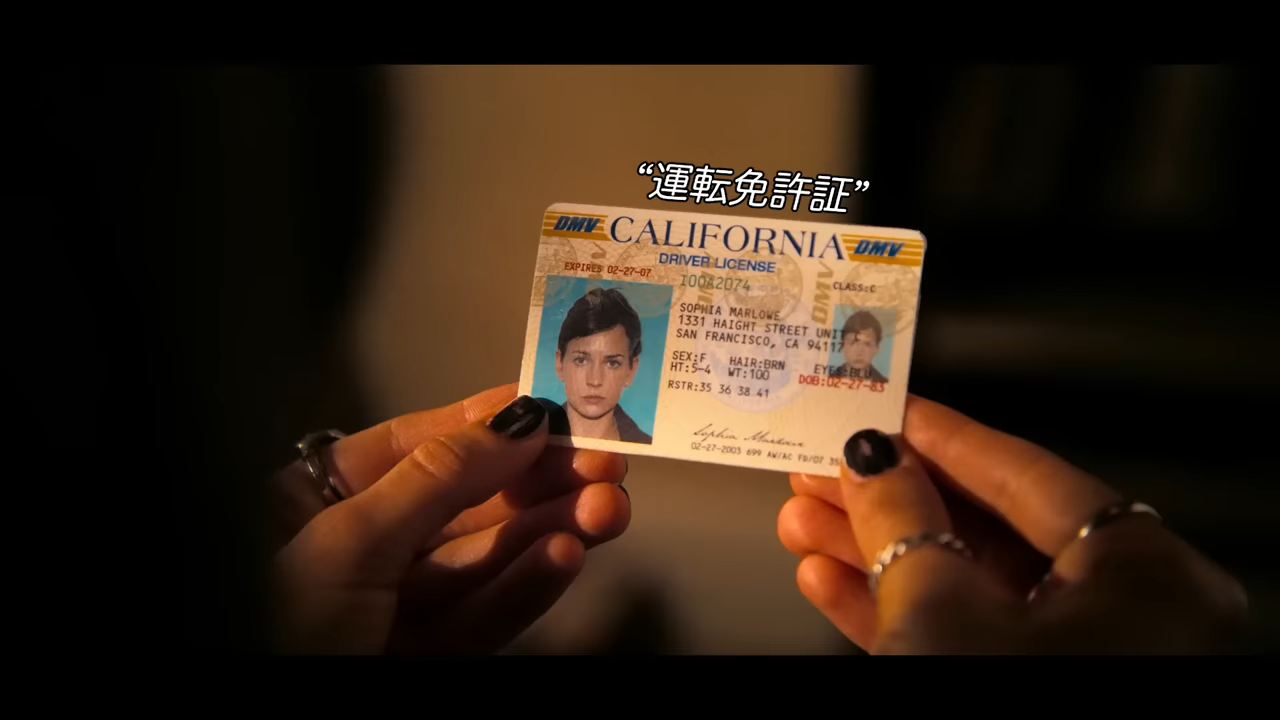 “運転免許証”
DMV CALIFORNIA DMV
DRIVER LICENSE
EXPIRES 02-27-07
CLASS:C
SOPHIA MARLOWE
1331 HAIGHT STREET UNIT
SAN FRANCISCO, CA 94117
SEX:F HAIR:BRN EYES:BLU
HT:5-4 WT:100 DOB:02-27-83
RSTR:35 36 38 41
Sophia Marlowe
02-27-2003 699 AW/AC FD/07